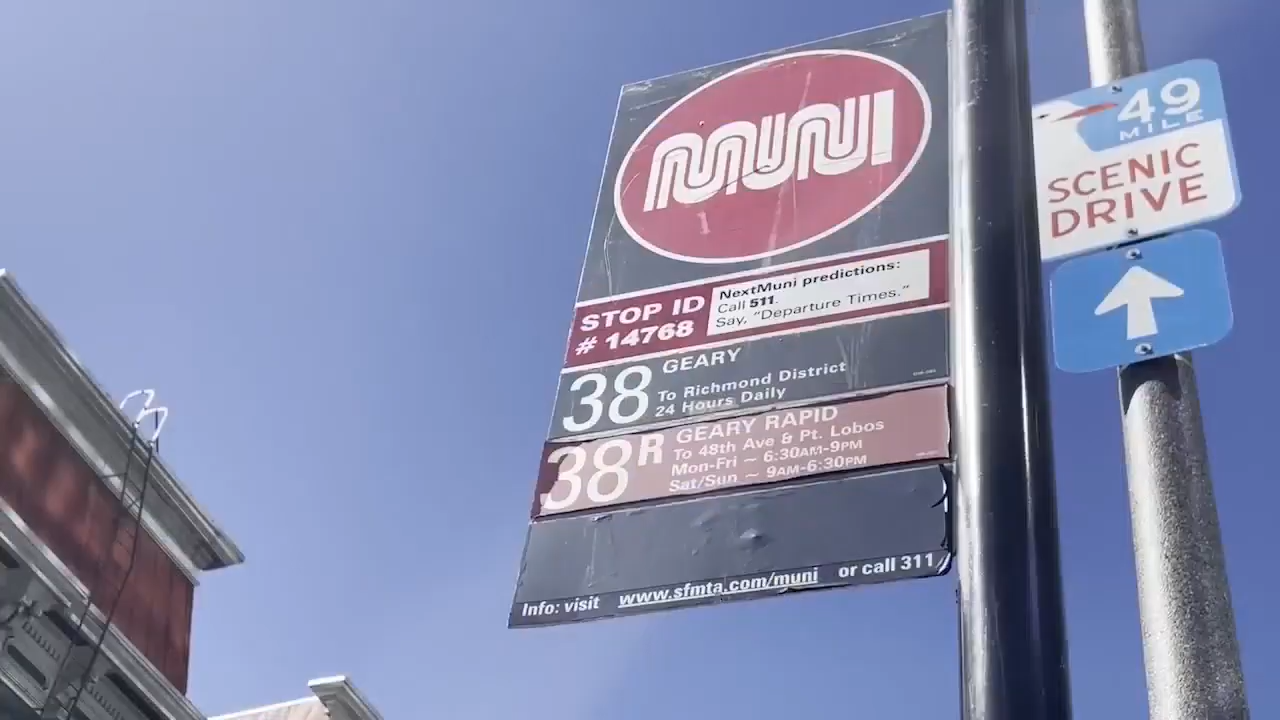 MUNI
STOP ID
# 14768
NextMuni predictions:
Call 511.
Say, "Departure Times."
38 GEARY
To Richmond District
24 Hours Daily
38R GEARY RAPID
To 48th Ave & Pt. Lobos
Mon-Fri ~ 6:30AM-9PM
Sat/Sun ~ 9AM-6:30PM
Info: visit www.sfmta.com/muni or call 311
49
MILE
SCENIC
DRIVE